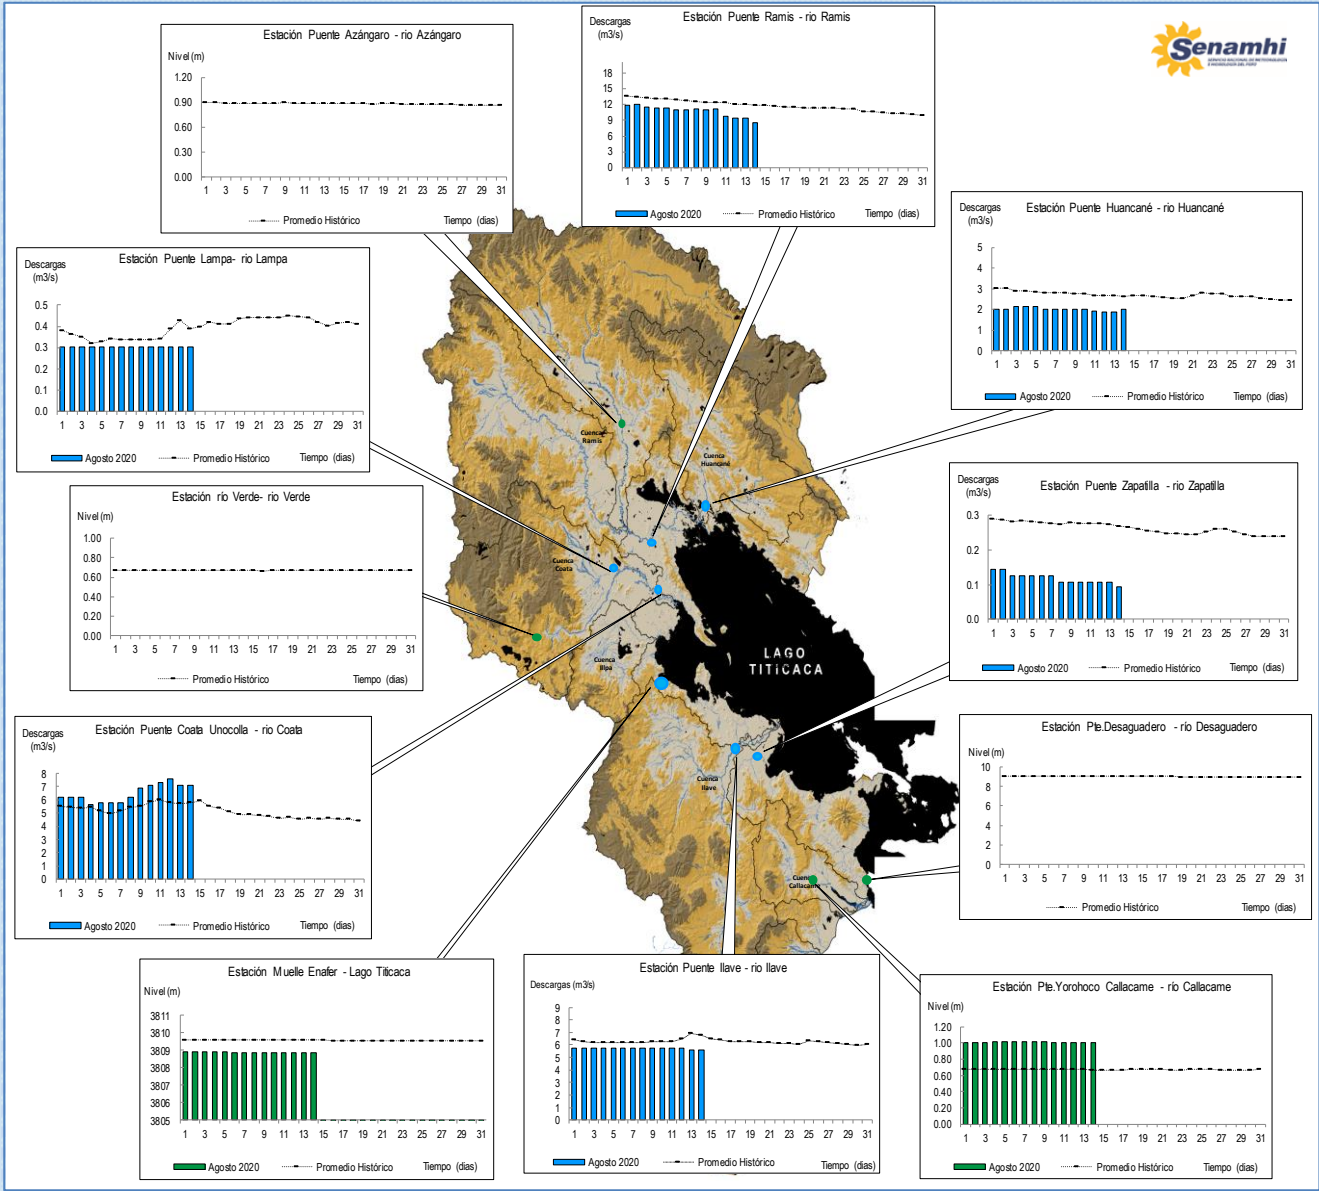 Estación Puente Azángaro - rio Azángaro
Nivel (m)
1.20
0.90
0.60
0.30
0.00
1 3 5 7 9 11 13 15 17 19 21 23 25 27 29 31
Promedio Histórico Tiempo (dias)
Estación Puente Ramis - rio Ramis
Descargas
(m3/s)
18
15
12
9
6
3
0
1 3 5 7 9 11 13 15 17 19 21 23 25 27 29 31
Agosto 2020 Promedio Histórico Tiempo (dias)
Senamhi
Estación Puente Huancané - rio Huancané
Descargas
(m3/s)
5
4
3
2
1
0
1 3 5 7 9 11 13 15 17 19 21 23 25 27 29 31
Agosto 2020 Promedio Histórico Tiempo (dias)
Estación Puente Lampa- rio Lampa
Descargas
(m3/s)
0.5
0.4
0.3
0.2
0.1
0.0
1 3 5 7 9 11 13 15 17 19 21 23 25 27 29 31
Agosto 2020 Promedio Histórico Tiempo (dias)
Estación río Verde- rio Verde
Nivel (m)
1.00
0.80
0.60
0.40
0.20
0.00
1 3 5 7 9 11 13 15 17 19 21 23 25 27 29 31
Promedio Histórico Tiempo (dias)
Estación Puente Zapatilla - rio Zapatilla
Descargas
(m3/s)
0.3
0.2
0.1
0.0
1 3 5 7 9 11 13 15 17 19 21 23 25 27 29 31
Agosto 2020 Promedio Histórico Tiempo (dias)
Cuenca
Ramis
Cuenca
Huancané
Cuenca
Coata
Cuenca
Illpa
LAGO
TITICACA
Cuenca
Ilave
Cuenca
Callacame
Estación Puente Coata Unocolla - rio Coata
Descargas
(m3/s)
8
7
6
5
4
3
2
1
0
1 3 5 7 9 11 13 15 17 19 21 23 25 27 29 31
Agosto 2020 Promedio Histórico Tiempo (dias)
Estación Pte.Desaguadero - río Desaguadero
Nivel (m)
10
8
6
4
2
0
1 3 5 7 9 11 13 15 17 19 21 23 25 27 29 31
Promedio Histórico Tiempo (dias)
Estación Muelle Enafer - Lago Titicaca
Nivel (m)
3811
3810
3809
3808
3807
3806
3805
1 3 5 7 9 11 13 15 17 19 21 23 25 27 29 31
Agosto 2020 Promedio Histórico Tiempo (dias)
Estación Puente Ilave - rio Ilave
Descargas (m3/s)
9
8
7
6
5
4
3
2
1
0
1 3 5 7 9 11 13 15 17 19 21 23 25 27 29 31
Agosto 2020 Promedio Histórico Tiempo (dias)
Estación Pte.Yorohoco Callacame - río Callacame
Nivel (m)
1.20
1.00
0.80
0.60
0.40
0.20
0.00
1 3 5 7 9 11 13 15 17 19 21 23 25 27 29 31
Agosto 2020 Promedio Histórico Tiempo (dias)